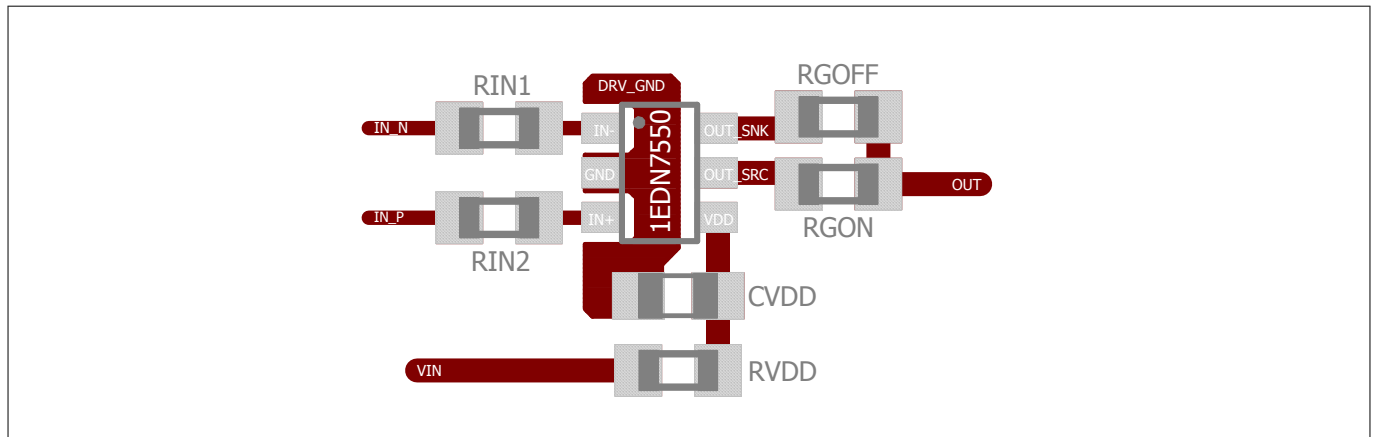 RGOFF
DRV_GND
RIN1
IN_N
IN-
1EDN7550
OUT_SNK
GND
OUT_SRC
OUT
IN_P
IN+
VDD
RGON
RIN2
CVDD
VIN
RVDD